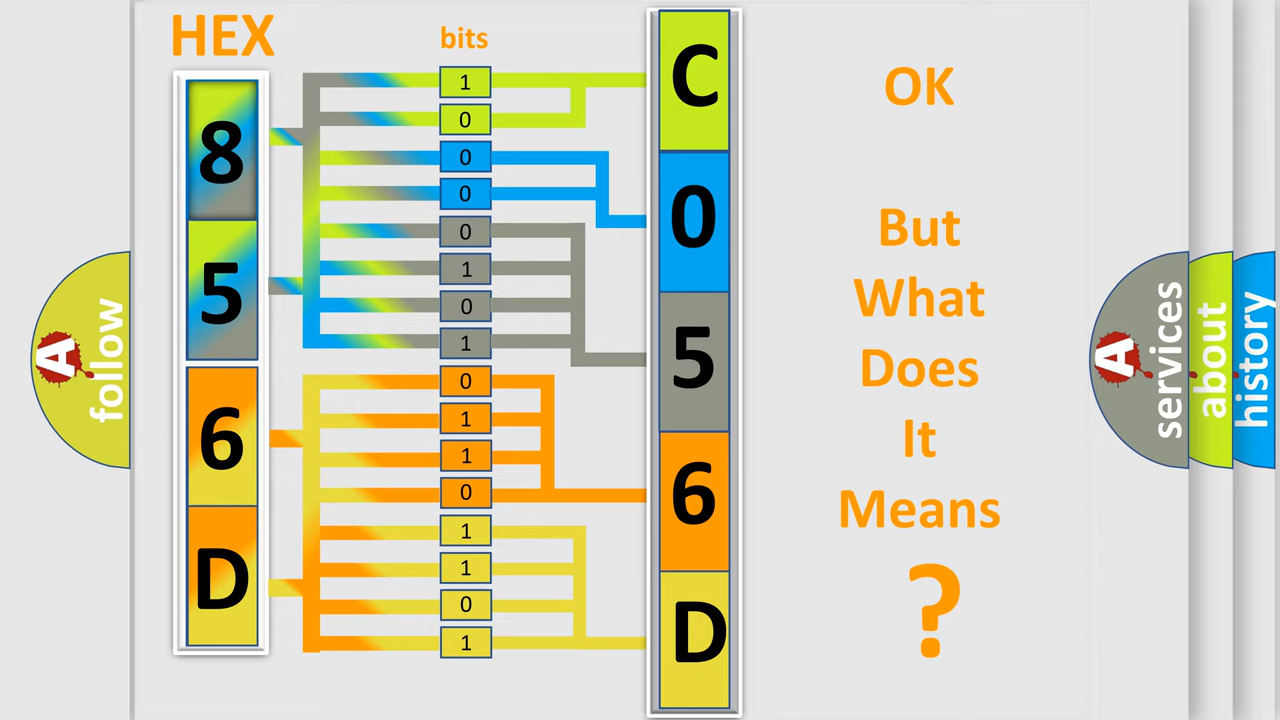 HEX
bits
8
5
6
D
1
0
0
0
0
1
0
1
0
1
1
0
1
1
0
1
C
0
5
6
D
OK
But
What
Does
It
Means
?
A
follow
A
services
about
history